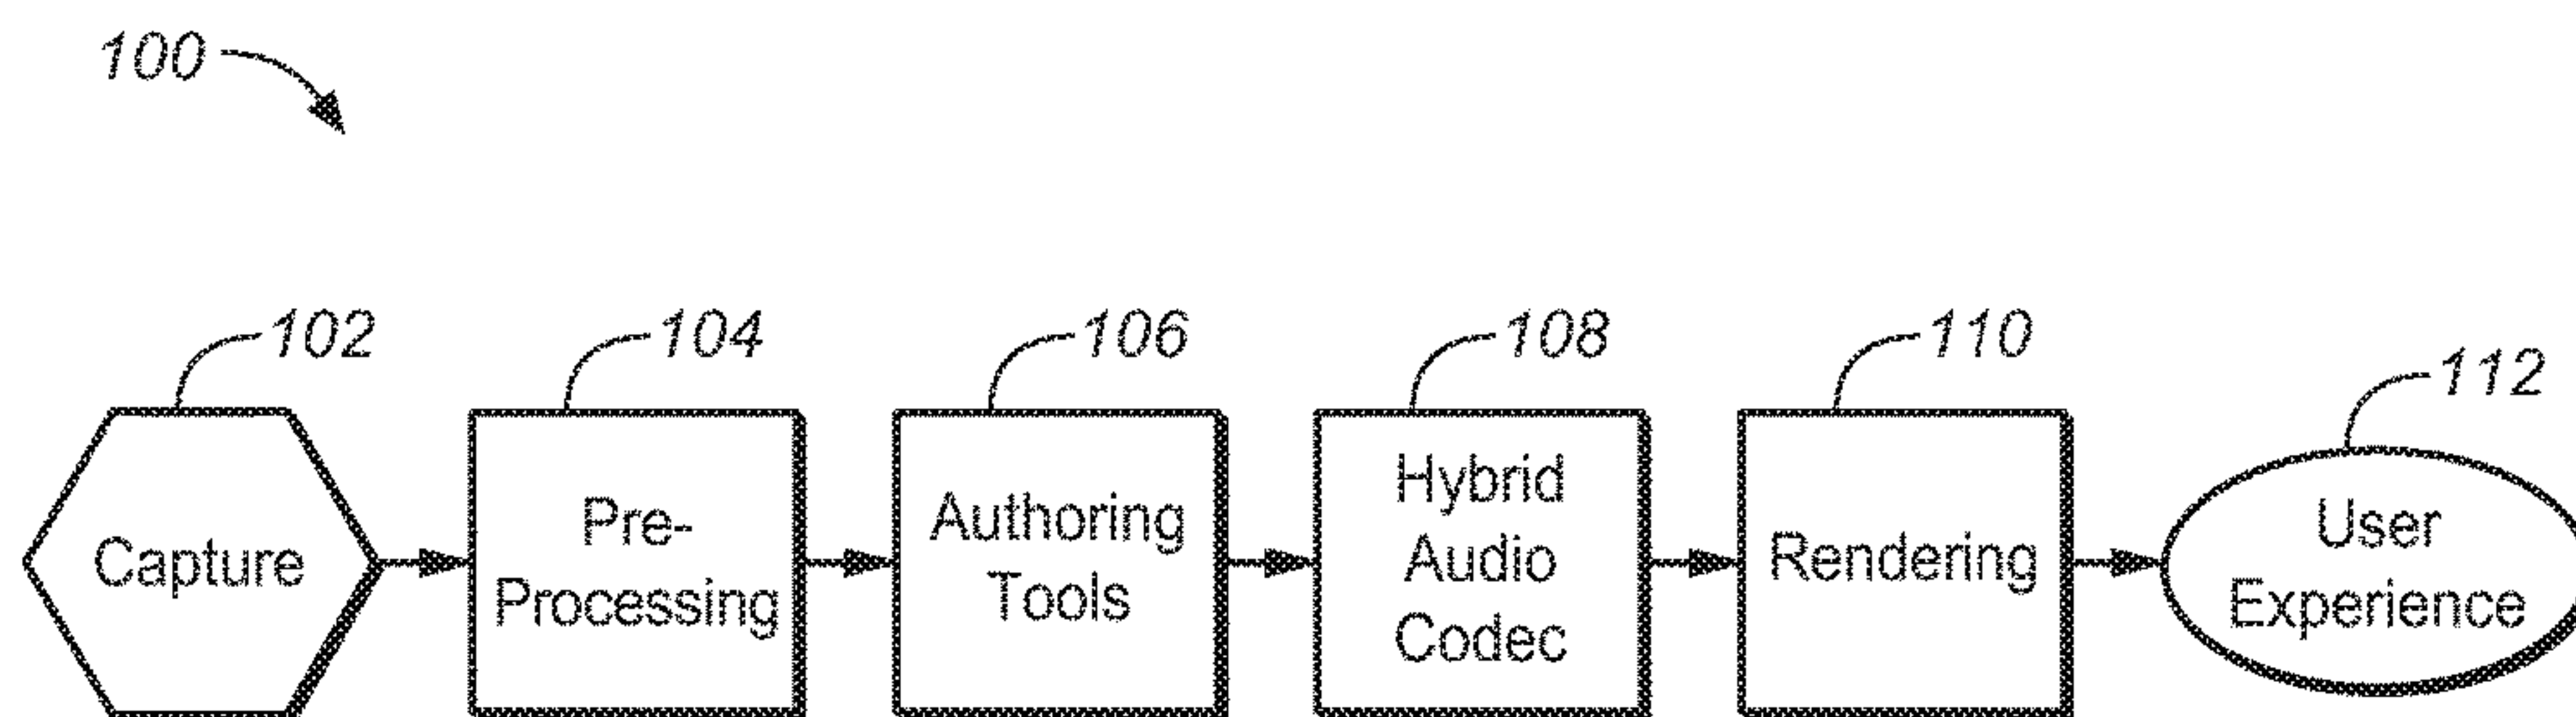 100
102
104
106
108
110
112
Capture
Pre-
Processing
Authoring
Tools
Hybrid
Audio
Codec
Rendering
User
Experience